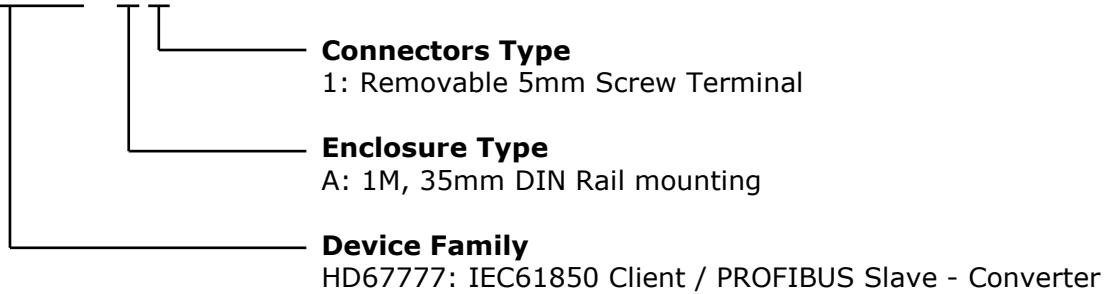 Connectors Type
1: Removable 5mm Screw Terminal
Enclosure Type
A: 1M, 35mm DIN Rail mounting
Device Family
HD67777: IEC61850 Client / PROFIBUS Slave - Converter